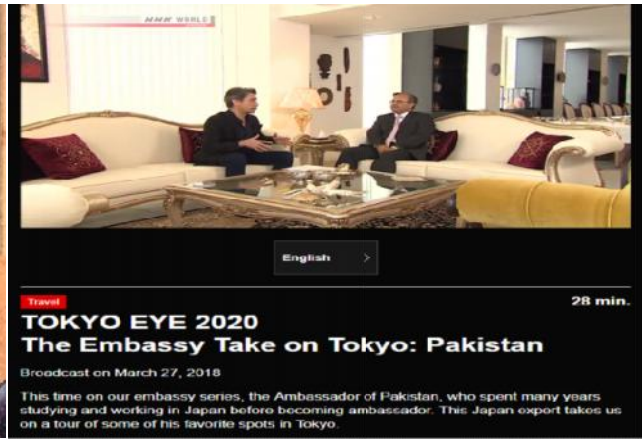 NHK WORLD
English >
Travel
28 min.
TOKYO EYE 2020
The Embassy Take on Tokyo: Pakistan
Broadcast on March 27, 2018
This time on our embassy series, the Ambassador of Pakistan, who spent many years
studying and working in Japan before becoming ambassador. This Japan expert takes us
on a tour of some of his favorite spots in Tokyo.